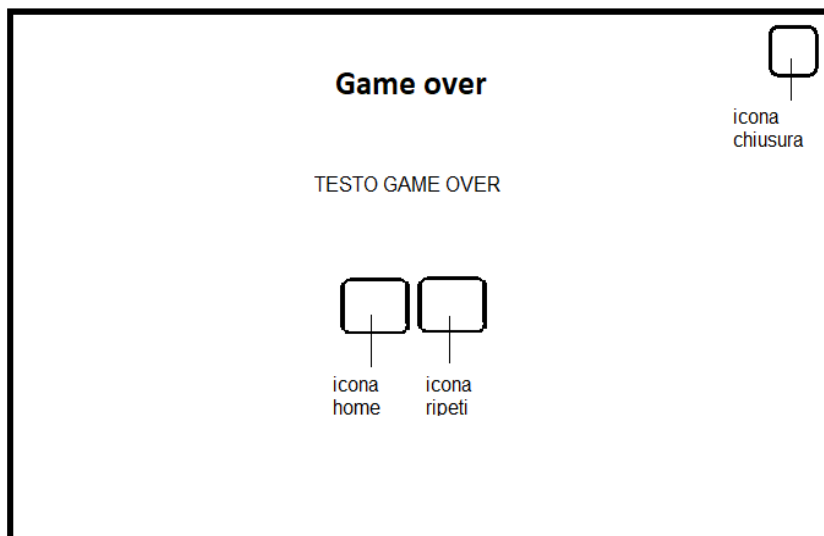 Game over
icona
chiusura
TESTO GAME OVER
icona
home
icona
ripeti